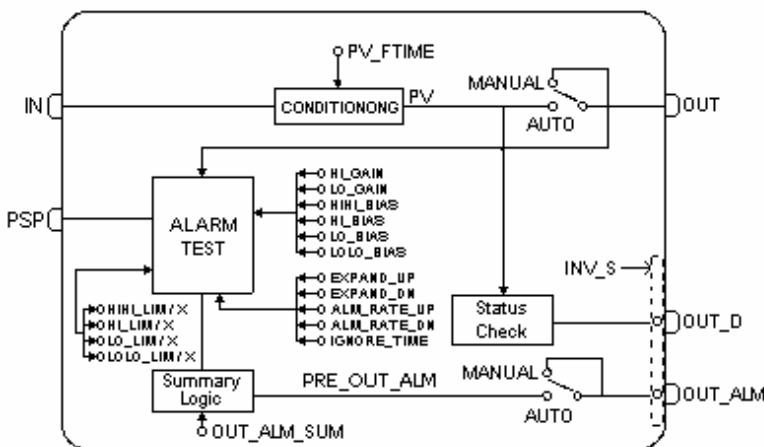 PV_FTIME
IN
CONDITIONONG
PV
MANUAL
AUTO
OUT
PSP
ALARM
TEST
HI_GAIN
LO_GAIN
HIHI_BIAS
HI_BIAS
LO_BIAS
LOLO_BIAS
INV_S
EXPAND_UP
EXPAND_DN
ALM_RATE_UP
ALM_RATE_DN
IGNORE_TIME
HIHI_LIM/X
HI_LIM/X
LO_LIM/X
LOLO_LIM/X
Status
Check
OUT_D
Summary
Logic
PRE_OUT_ALM
MANUAL
AUTO
OUT_ALM
OUT_ALM_SUM